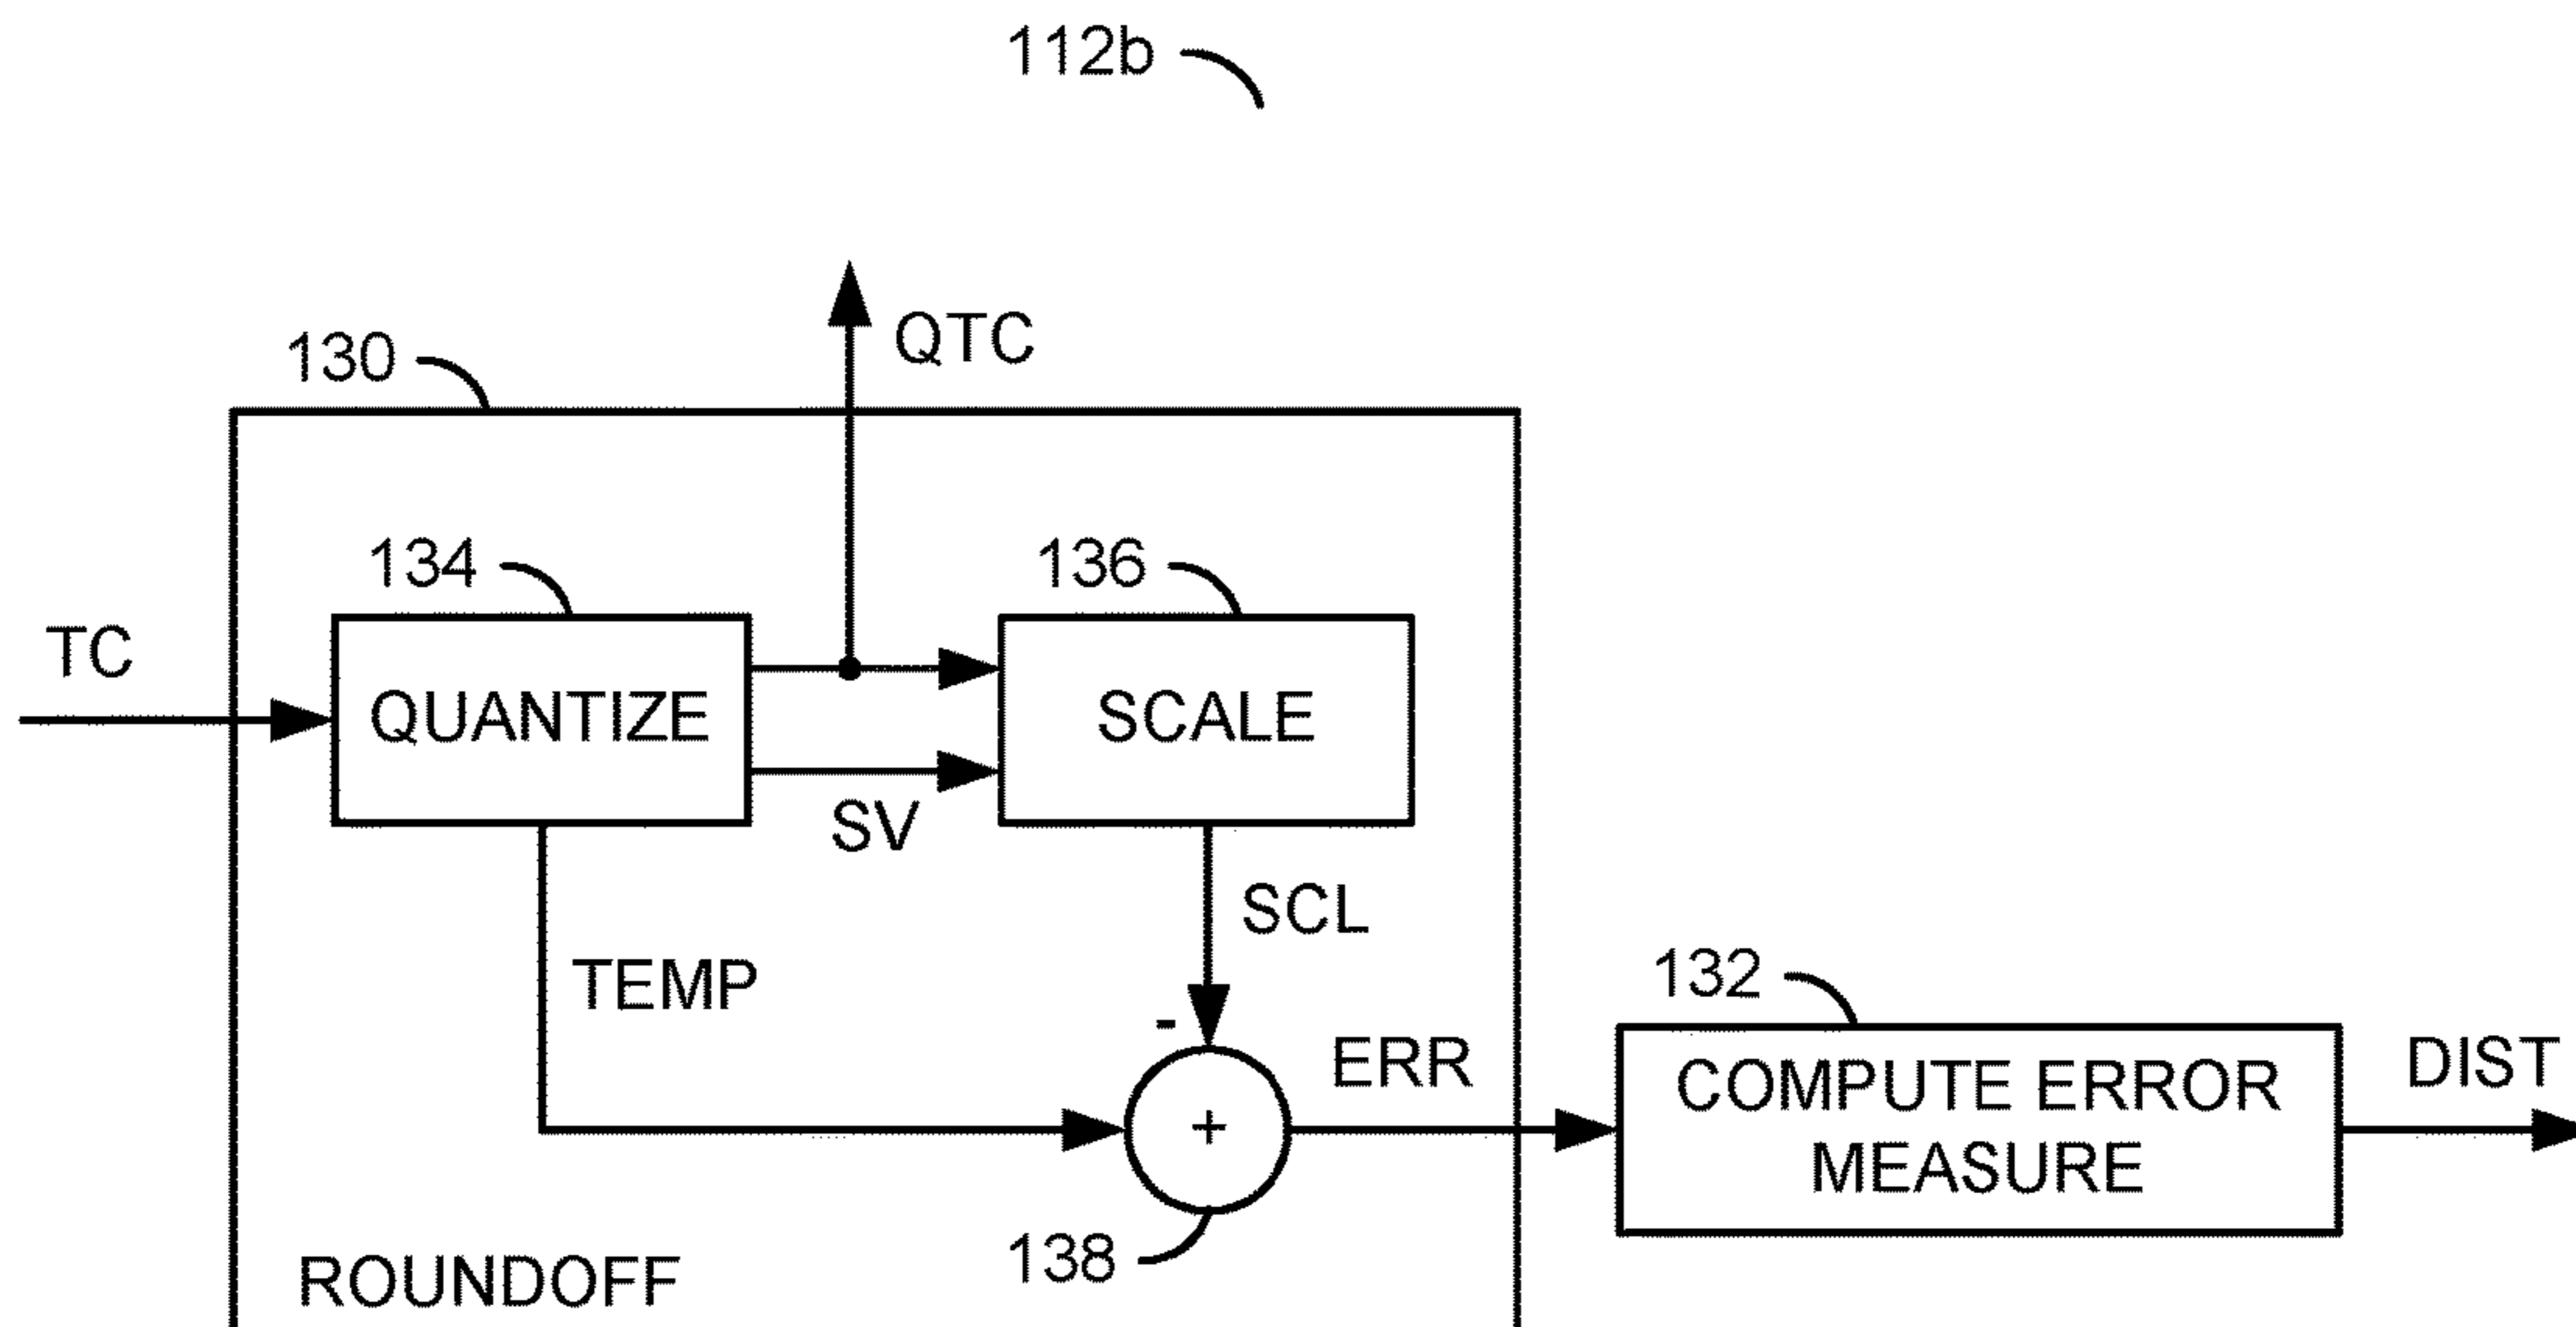 112b
QTC
130
134
136
TC
QUANTIZE
SCALE
SV
SCL
TEMP
-
132
ERR
+
COMPUTE ERROR
MEASURE
DIST
138
ROUNDOFF